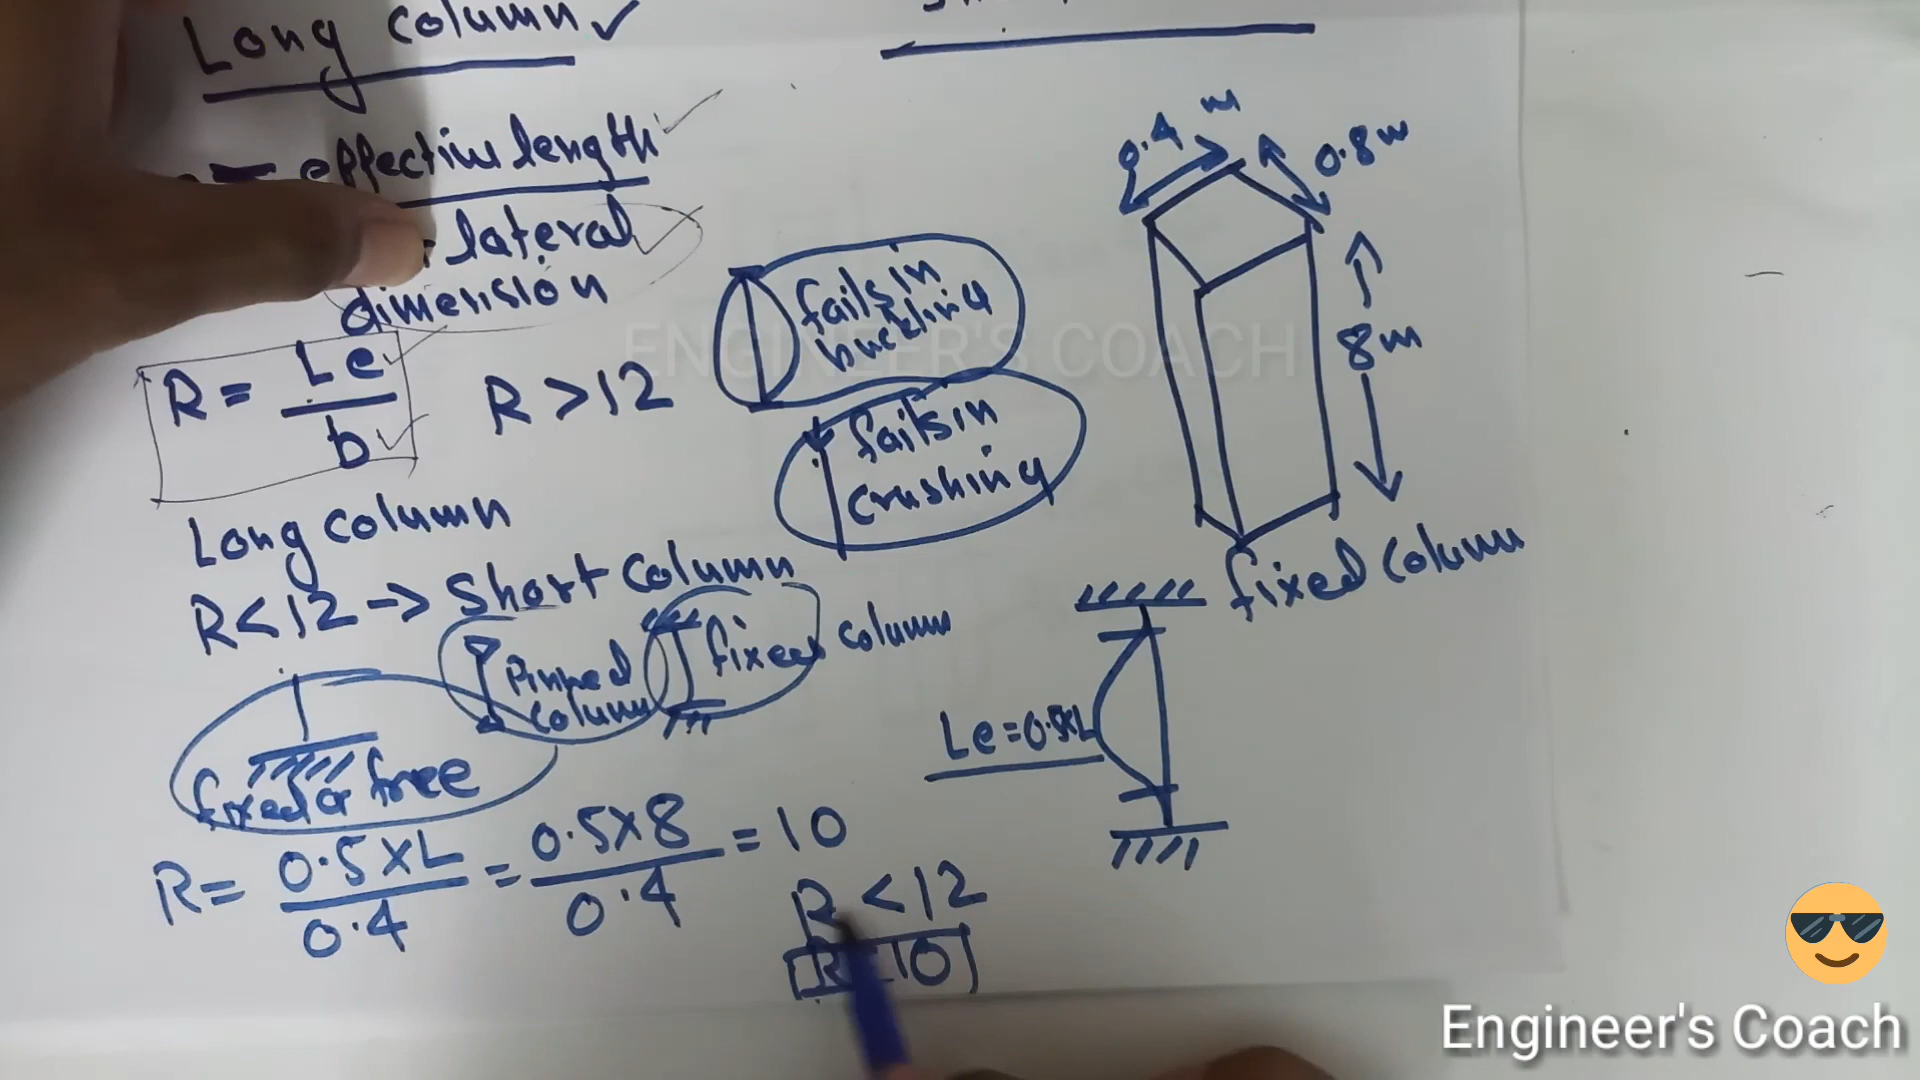 Long column
effective length
lateral
dimension
R = Le / b
R > 12
fails in
buckling
fails in
crushing
Long column
R < 12 -> Short column
Pinned
column
fixed column
fixed & free
R = 0.5 x L / 0.4 = 0.5 x 8 / 0.4 = 10
R < 12
R = 10
0.4 m
0.8 m
8 m
fixed column
Le = 0.5xL
ENGINEER'S COACH
Engineer's Coach